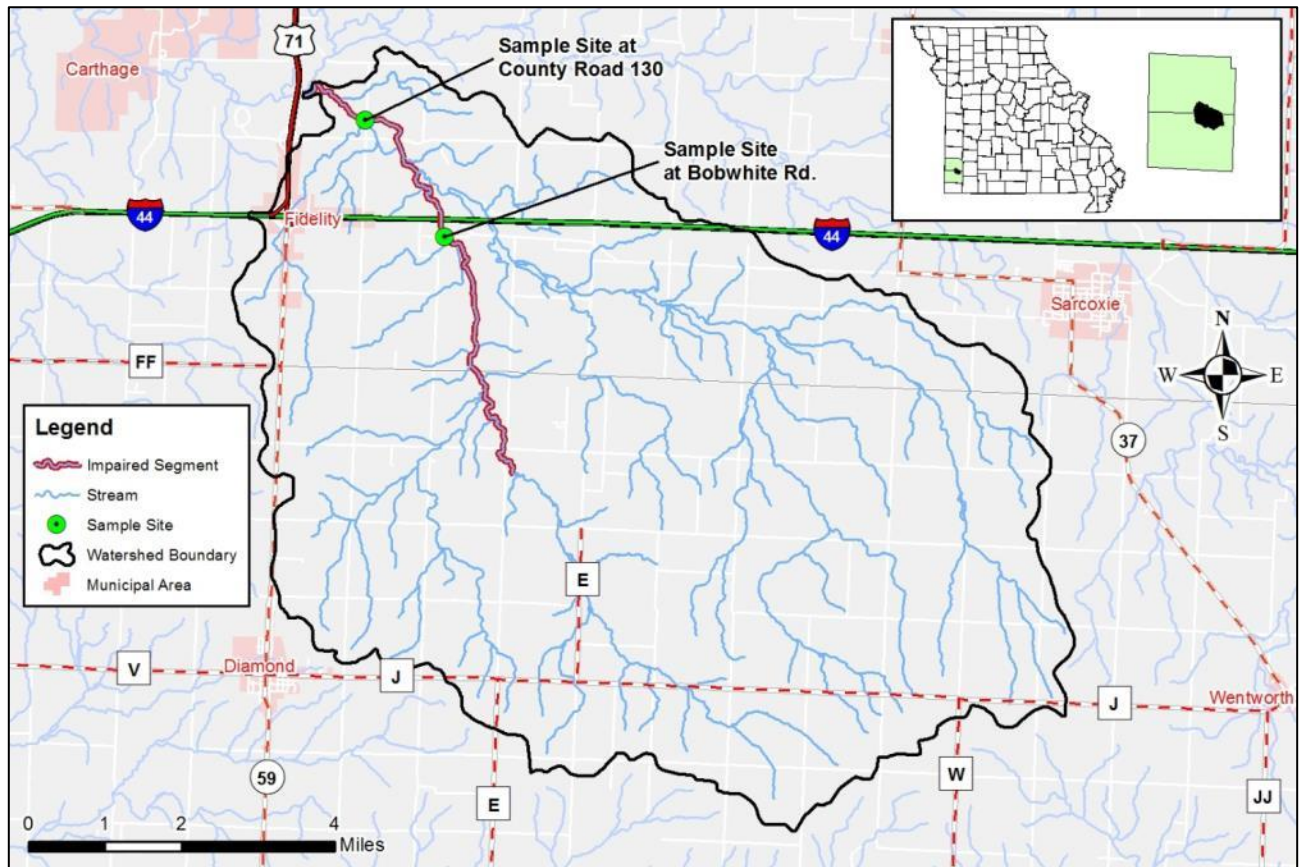 71
Carthage
Sample Site at
County Road 130
Sample Site
at Bobwhite Rd.
44
Fidelity
44
Sarcoxie
N
W
E
S
FF
37
Legend
Impaired Segment
Stream
Sample Site
Watershed Boundary
Municipal Area
E
V
Diamond
J
J
Wentworth
59
E
W
JJ
0
1
2
4
Miles